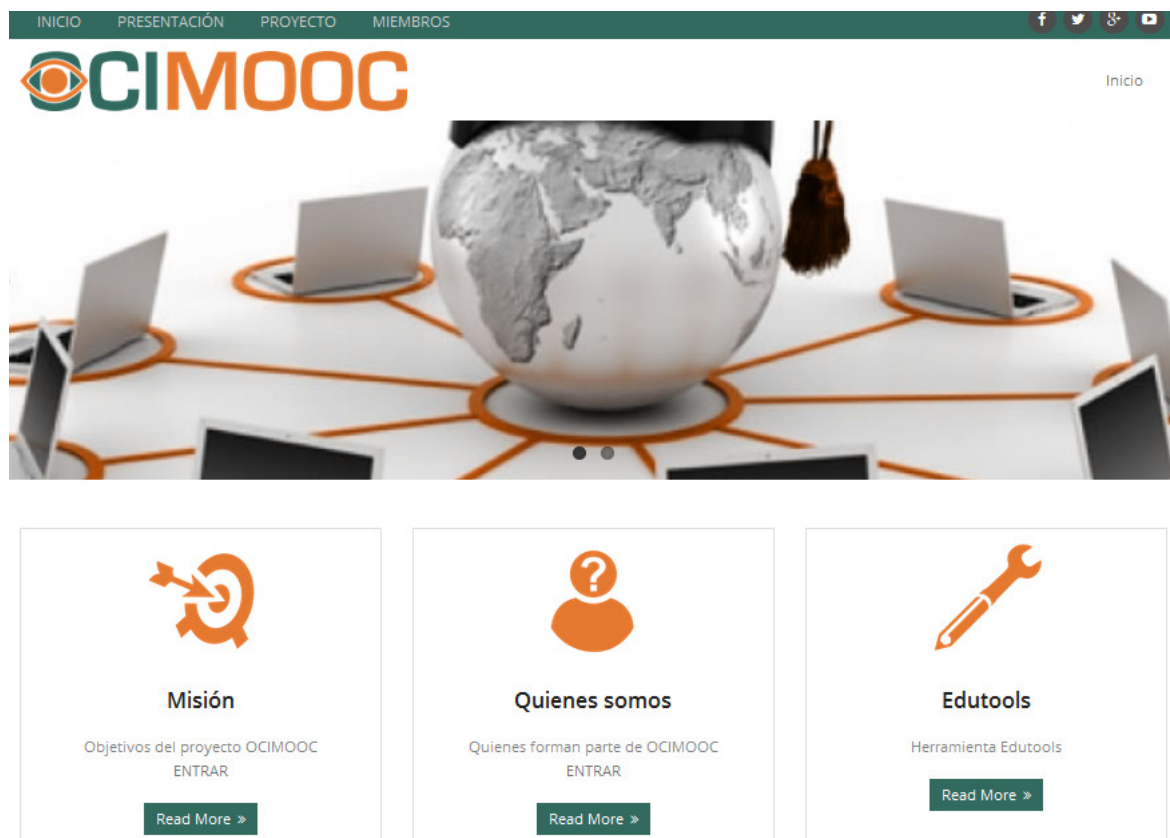 INICIO PRESENTACIÓN PROYECTO MIEMBROS
OCIMOOC
Inicio
Misión
Objetivos del proyecto OCIMOOC
ENTRAR
Read More »
Quienes somos
Quienes forman parte de OCIMOOC
ENTRAR
Read More »
Edutools
Herramienta Edutools
Read More »